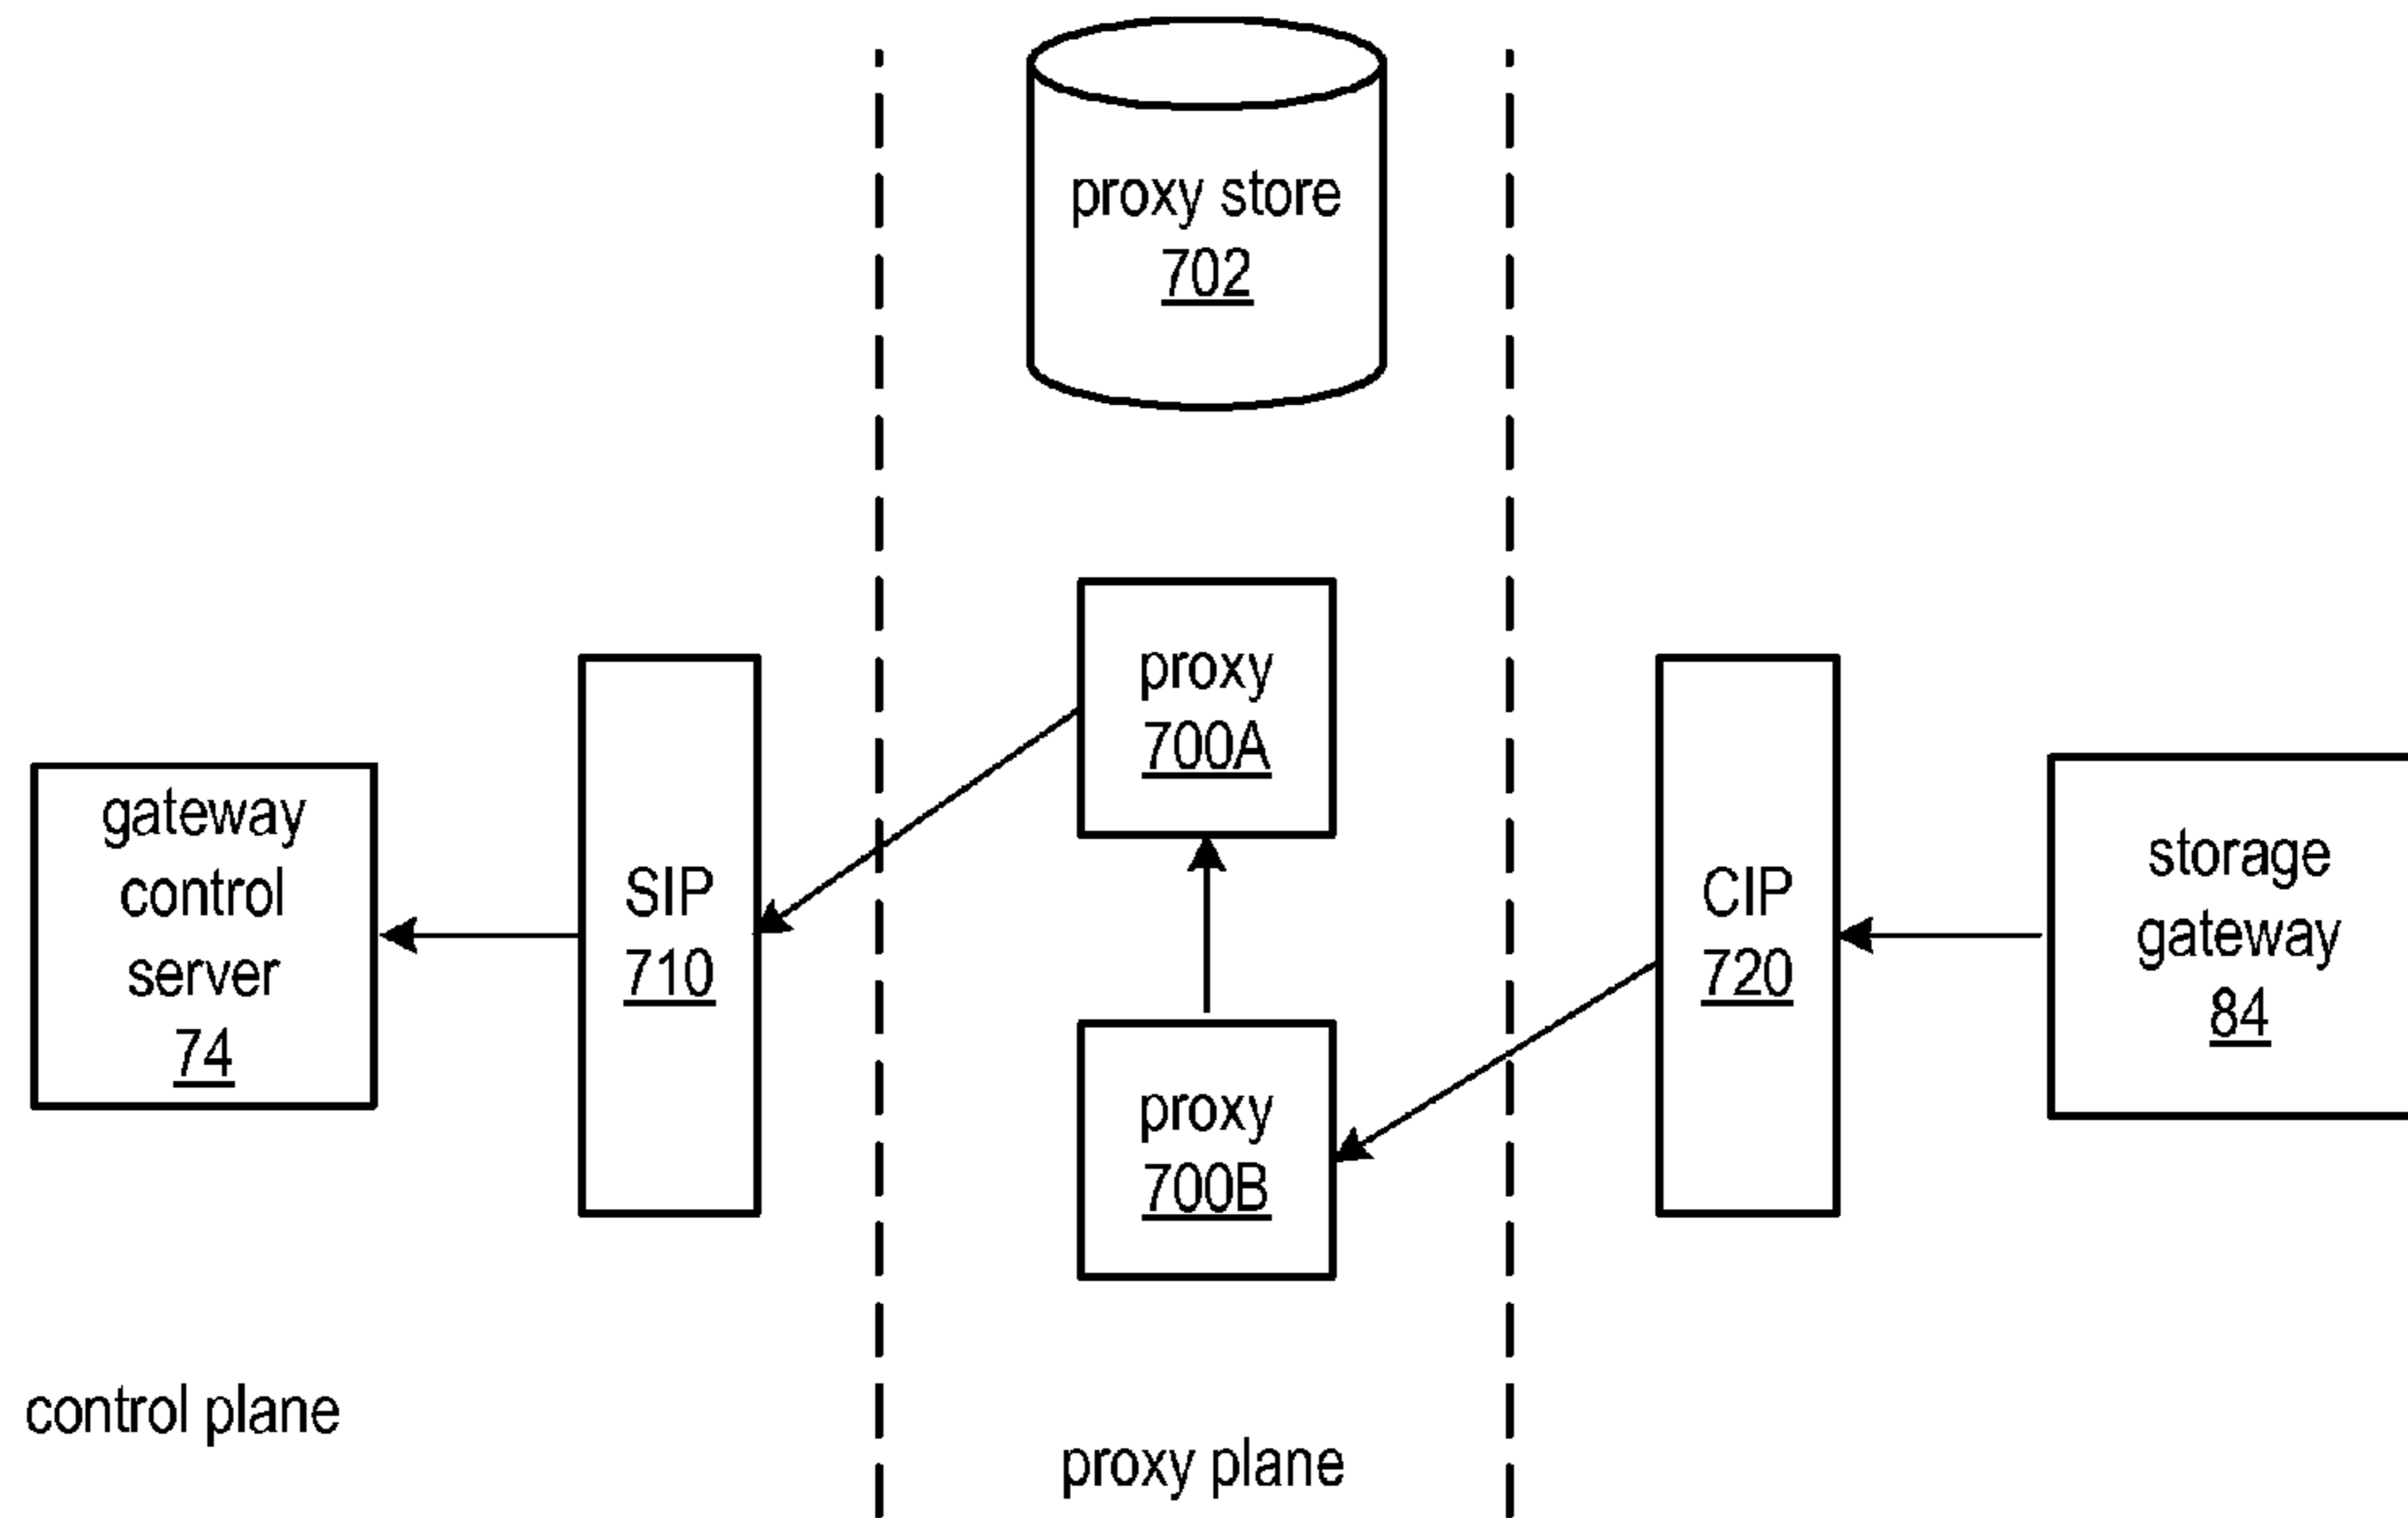 proxy store
702
proxy
700A
gateway
control
server
74
SIP
710
CIP
720
storage
gateway
84
proxy
700B
control plane
proxy plane